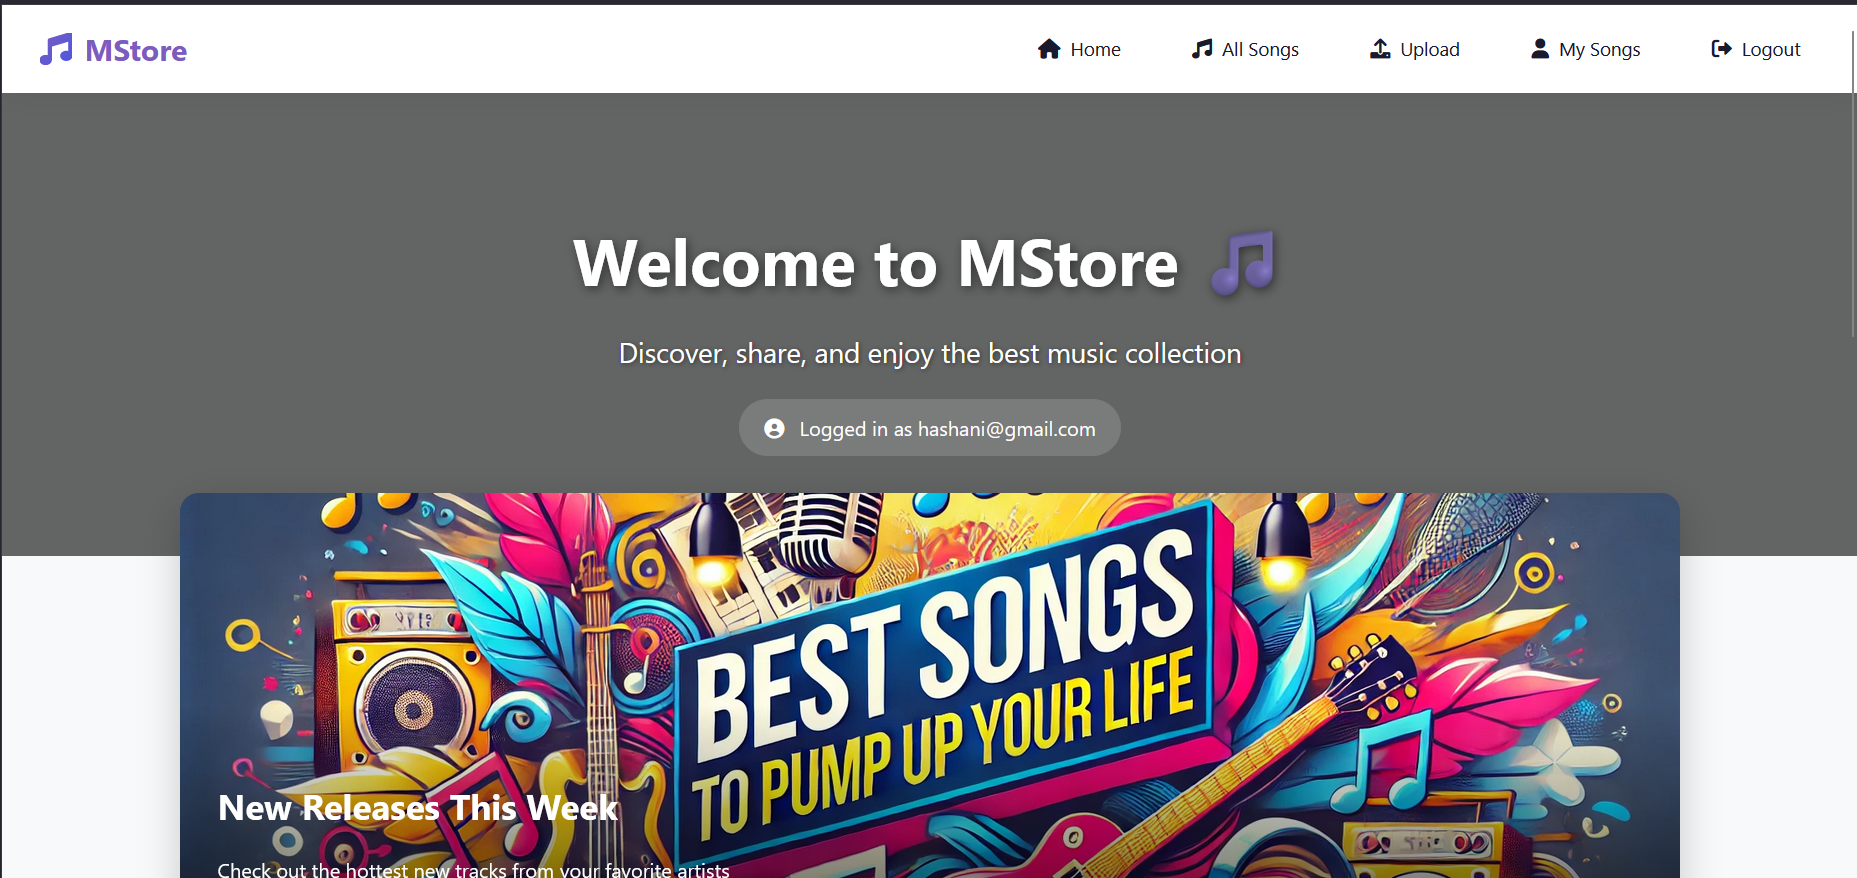 MStore
Home
All Songs
Upload
My Songs
Logout
Welcome to MStore
Discover, share, and enjoy the best music collection
Logged in as hashani@gmail.com
BEST SONGS
TO PUMP UP YOUR LIFE
New Releases This Week
Check out the hottest new tracks from your favorite artists